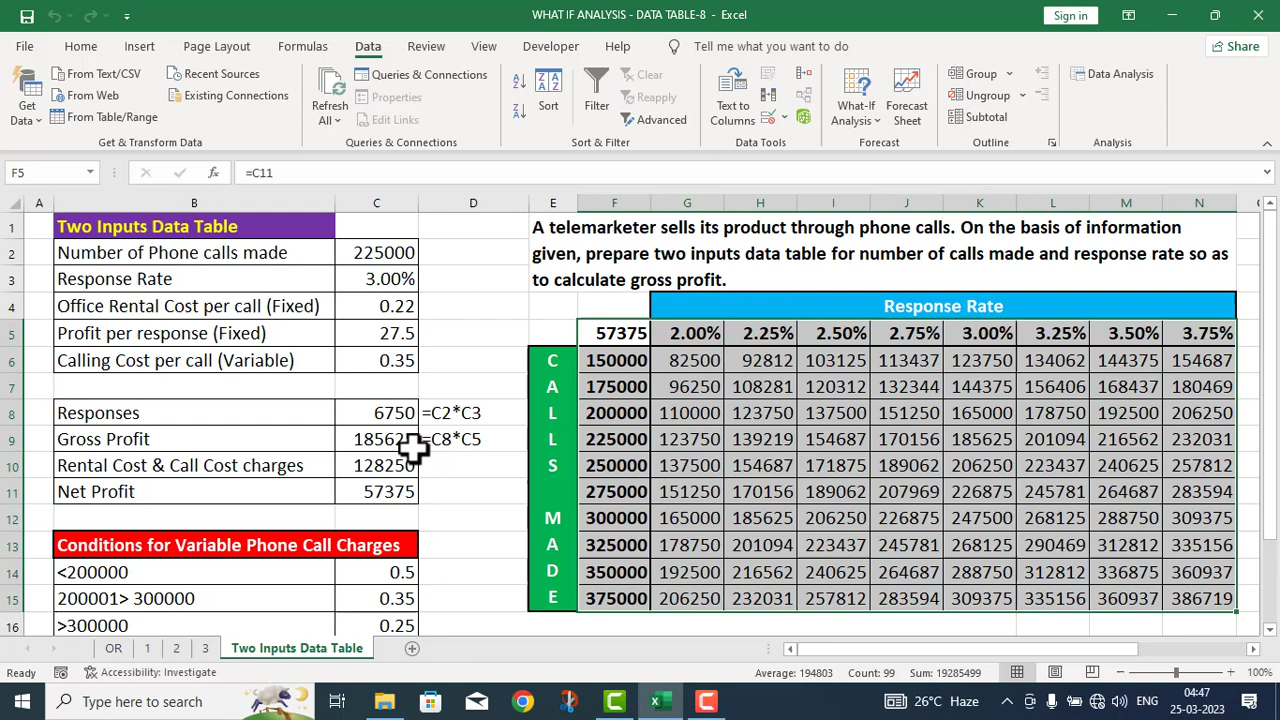 WHAT IF ANALYSIS - DATA TABLE-8 - Excel
Sign in
File Home Insert Page Layout Formulas Data Review View Developer Help Tell me what you want to do Share
From Text/CSV Recent Sources Queries & Connections Clear Group Data Analysis
From Web Existing Connections Properties Reapply Ungroup
From Table/Range Edit Links Advanced Subtotal
Get Data
Refresh All
Sort
Filter
Text to Columns
What-If Analysis
Forecast Sheet
Get & Transform Data Queries & Connections Sort & Filter Data Tools Forecast Outline Analysis
F5 =C11
A B C D E F G H I J K L M N
1 Two Inputs Data Table A telemarketer sells its product through phone calls. On the basis of information
2 Number of Phone calls made 225000 given, prepare two inputs data table for number of calls made and response rate so as
3 Response Rate 3.00% to calculate gross profit.
4 Office Rental Cost per call (Fixed) 0.22 Response Rate
5 Profit per response (Fixed) 27.5 57375 2.00% 2.25% 2.50% 2.75% 3.00% 3.25% 3.50% 3.75%
6 Calling Cost per call (Variable) 0.35 C 150000 82500 92812 103125 113437 123750 134062 144375 154687
7 A 175000 96250 108281 120312 132344 144375 156406 168437 180469
8 Responses 6750 =C2*C3 L 200000 110000 123750 137500 151250 165000 178750 192500 206250
9 Gross Profit 185625 =C8*C5 L 225000 123750 139219 154687 170156 185625 201094 216562 232031
10 Rental Cost & Call Cost charges 128250 S 250000 137500 154687 171875 189062 206250 223437 240625 257812
11 Net Profit 57375 275000 151250 170156 189062 207969 226875 245781 264687 283594
12 M 300000 165000 185625 206250 226875 247500 268125 288750 309375
13 Conditions for Variable Phone Call Charges A 325000 178750 201094 223437 245781 268125 290469 312812 335156
14 <200000 0.5 D 350000 192500 216562 240625 264687 288750 312812 336875 360937
15 200001> 300000 0.35 E 375000 206250 232031 257812 283594 309375 335156 360937 386719
16 >300000 0.25
OR 1 2 3 Two Inputs Data Table
Ready Accessibility: Investigate Average: 194803 Count: 99 Sum: 19285499 100%
Type here to search 26°C Haze ENG 04:47
25-03-2023